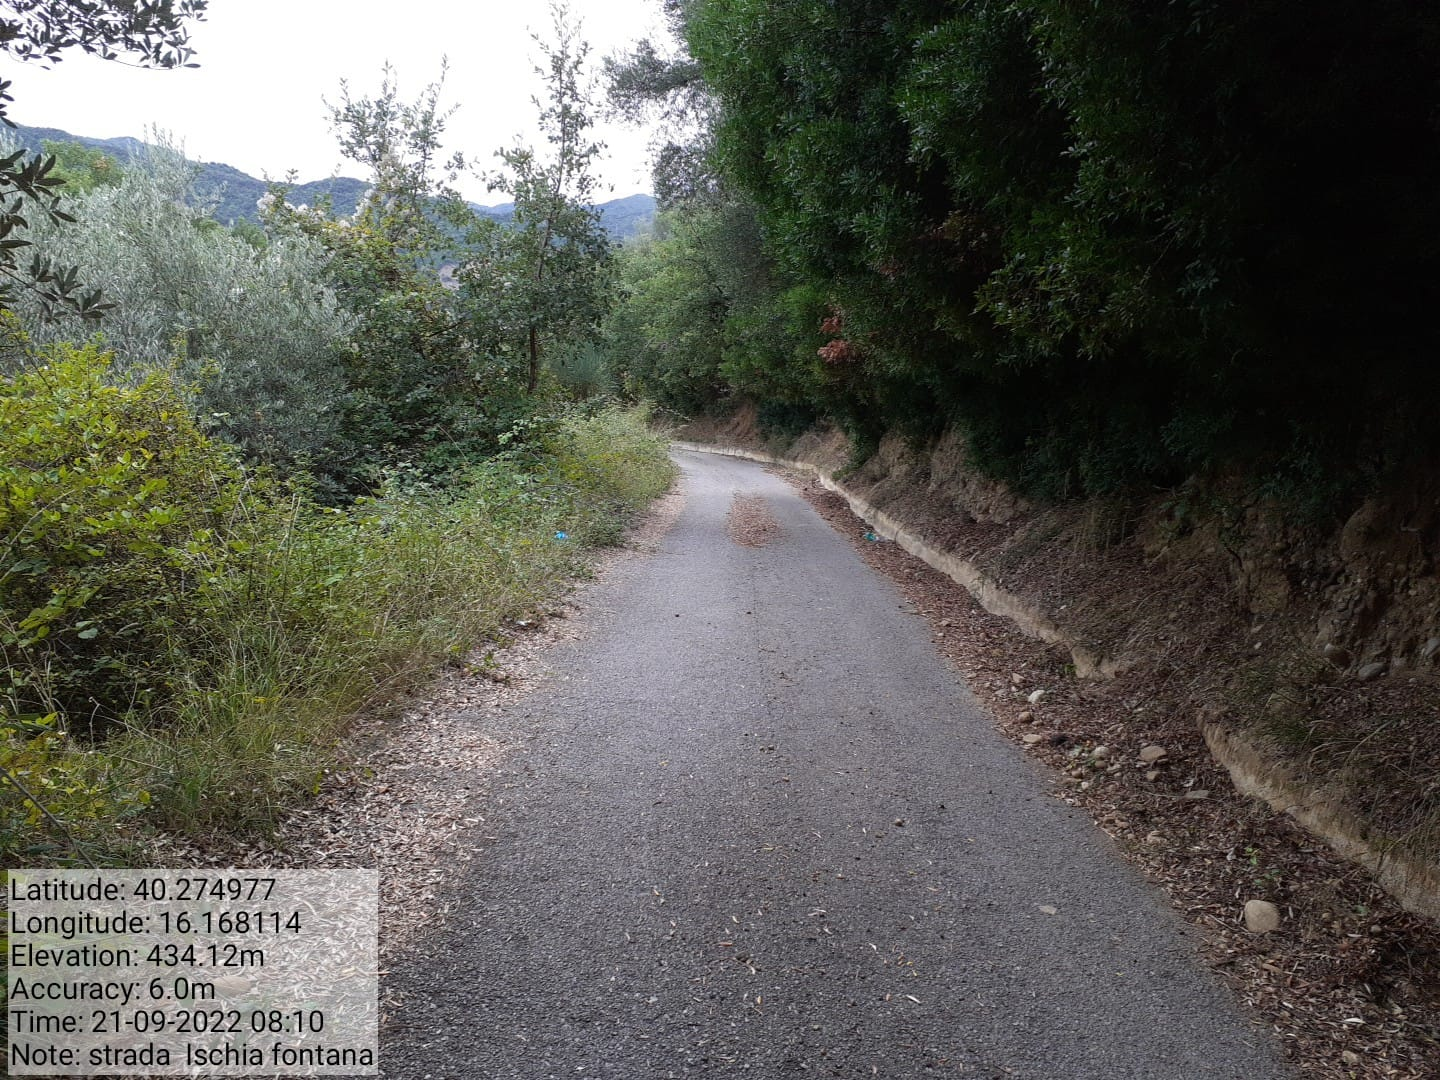 Latitude: 40.274977
Longitude: 16.168114
Elevation: 434.12m
Accuracy: 6.0m
Time: 21-09-2022 08:10
Note: strada Ischia fontana